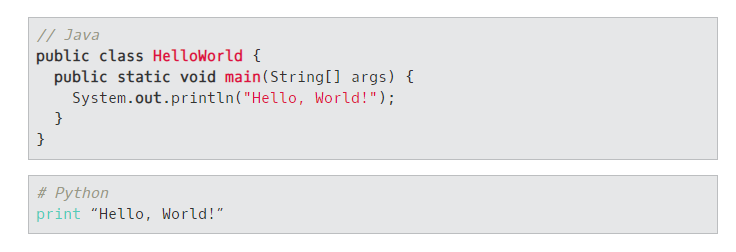 // Java
public class HelloWorld {
  public static void main(String[] args) {
    System.out.println("Hello, World!");
  }
}
# Python
print “Hello, World!”